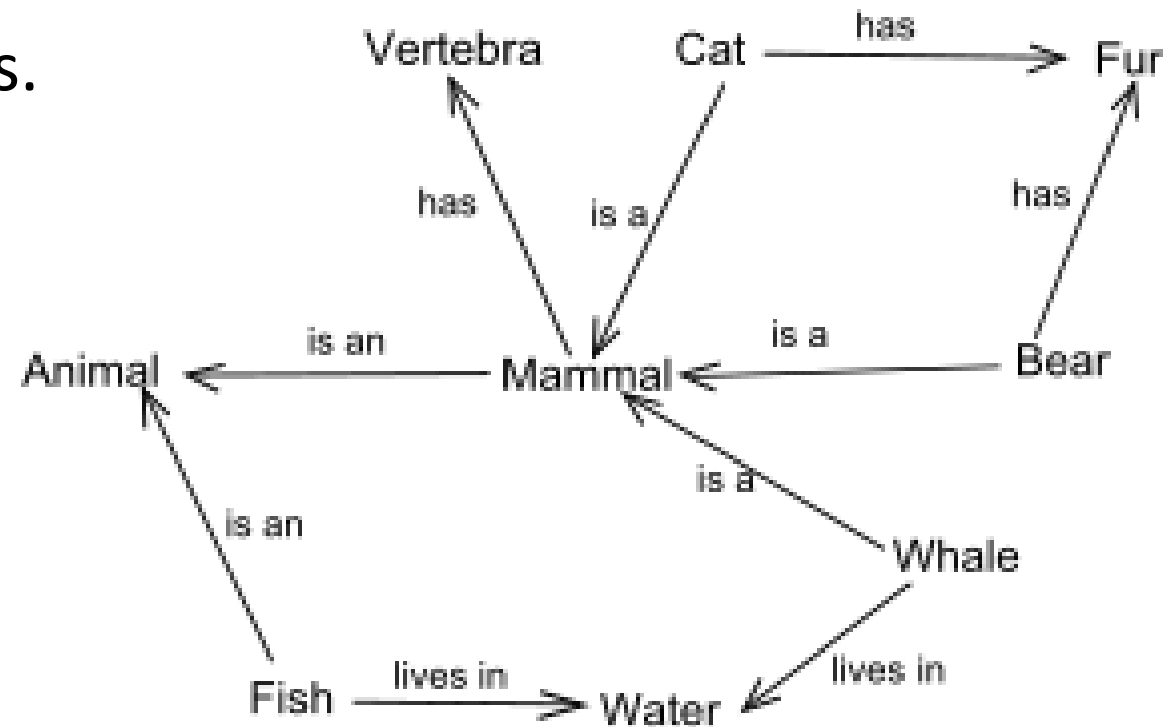 s.
Vertebra
Cat
has
Fur
has
is a
has
Animal
is an
Mammal
is a
Bear
is an
is a
Whale
Fish
lives in
Water
lives in